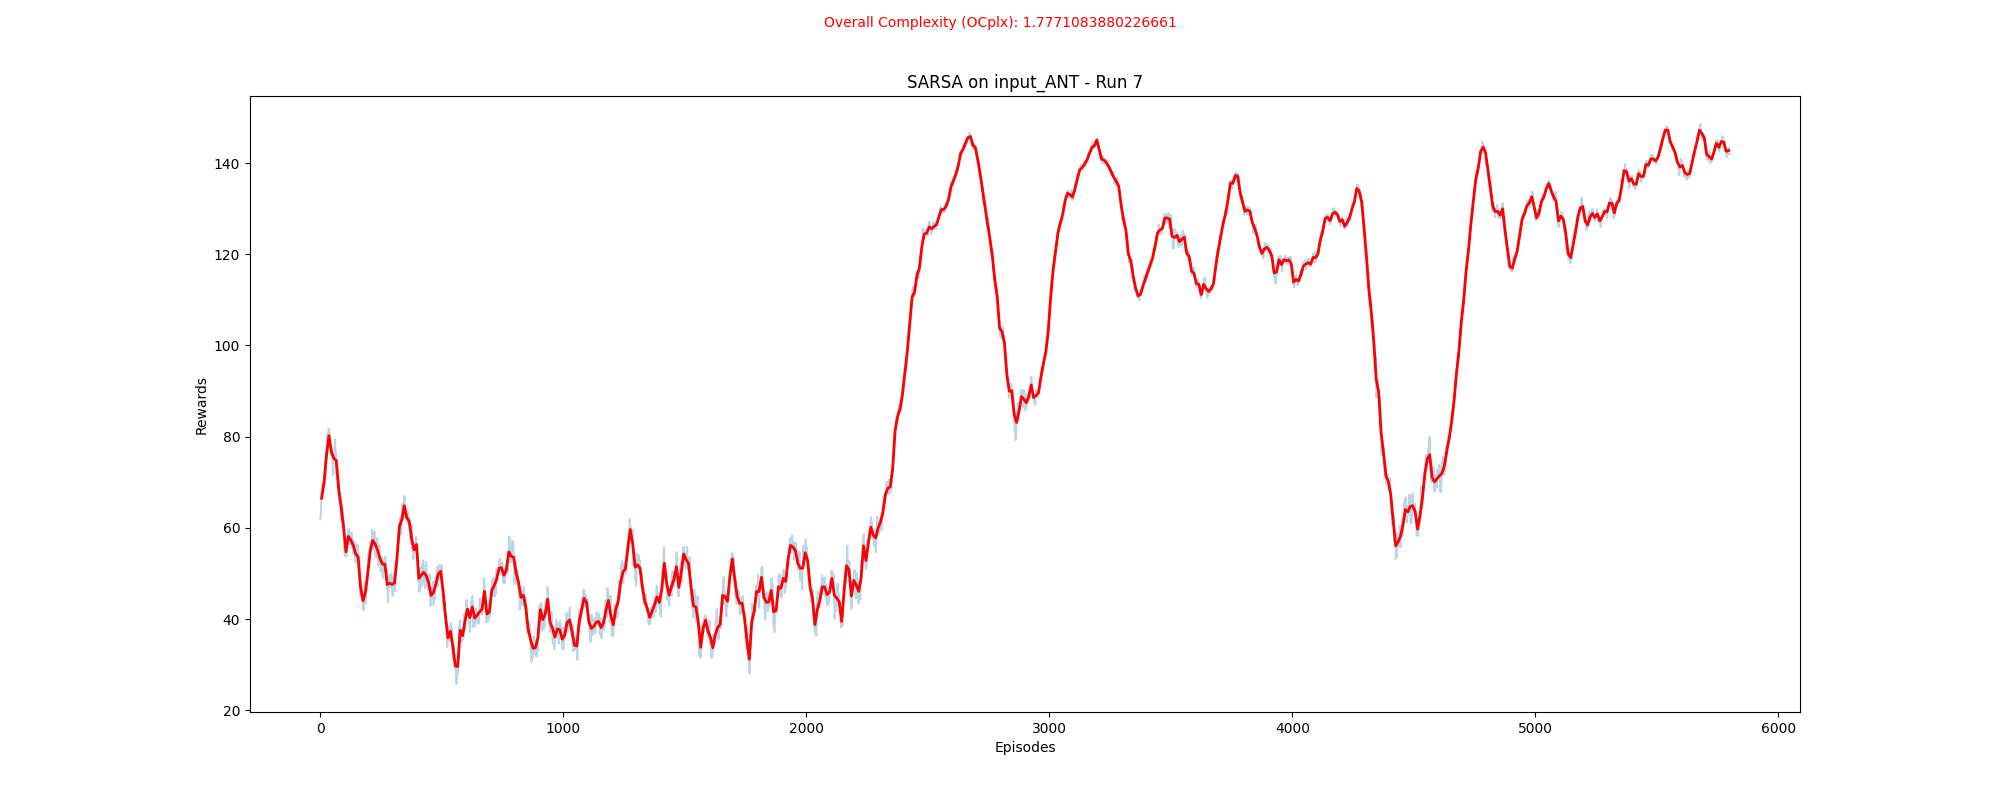 Overall Complexity (OCplx): 1.7771083880226661
SARSA on input_ANT - Run 7
Rewards
140
120
100
80
60
40
20
0 1000 2000 3000 4000 5000 6000
Episodes